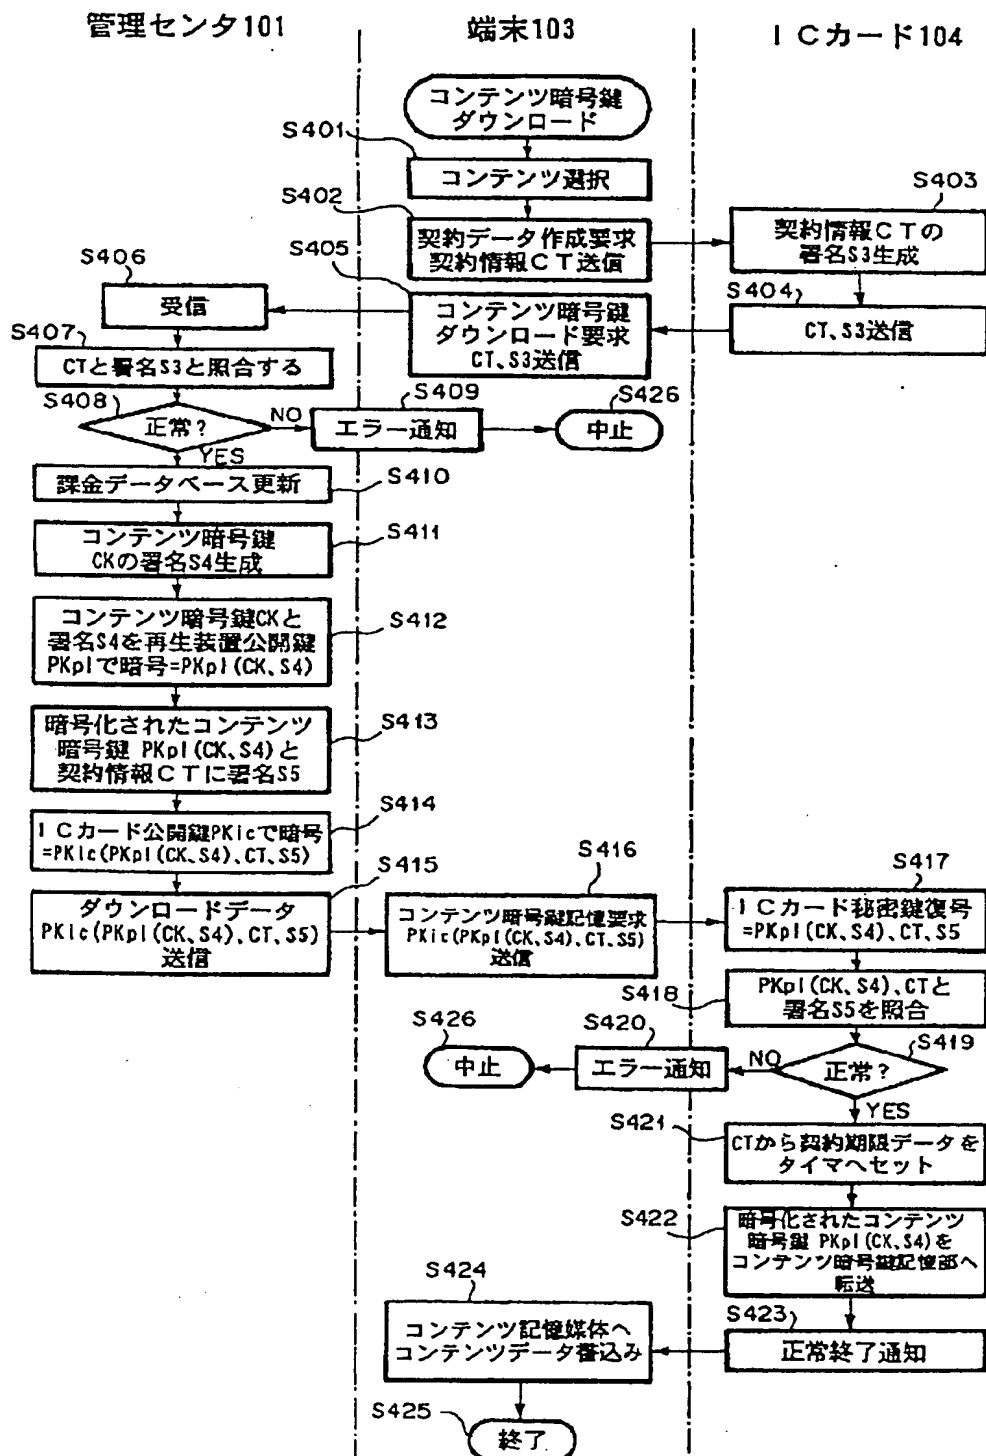 管理センタ101
端末103
ICカード104
コンテンツ暗号鍵
ダウンロード
S401
コンテンツ選択
S402
契約データ作成要求
契約情報CT送信
S403
契約情報CTの
署名S3生成
S404
CT、S3送信
S405
コンテンツ暗号鍵
ダウンロード要求
CT、S3送信
S406
受信
S407
CTと署名S3と照合する
S408
正常?
NO
YES
S409
エラー通知
S426
中止
課金データベース更新
S410
コンテンツ暗号鍵
CKの署名S4生成
S411
コンテンツ暗号鍵CKと
署名S4を再生装置公開鍵
PKplで暗号=PKpl(CK、S4)
S412
暗号化されたコンテンツ
暗号鍵 PKpl(CK、S4)と
契約情報CTに署名S5
S413
ICカード公開鍵PKicで暗号
=PKic(PKpl(CK、S4)、CT、S5)
S414
S415
ダウンロードデータ
PKic(PKpl(CK、S4)、CT、S5)
送信
S416
コンテンツ暗号鍵記憶要求
PKic(PKpl(CK、S4)、CT、S5)
送信
S417
ICカード秘密鍵復号
=PKpl(CK、S4)、CT、S5
S418
PKpl(CK、S4)、CTと
署名S5を照合
S419
正常?
NO
YES
S420
エラー通知
S426
中止
S421
CTから契約期限データを
タイマへセット
S422
暗号化されたコンテンツ
暗号鍵 PKpl(CK、S4)を
コンテンツ暗号鍵記憶部へ
転送
S423
正常終了通知
S424
コンテンツ記憶媒体へ
コンテンツデータ書込み
S425
終了